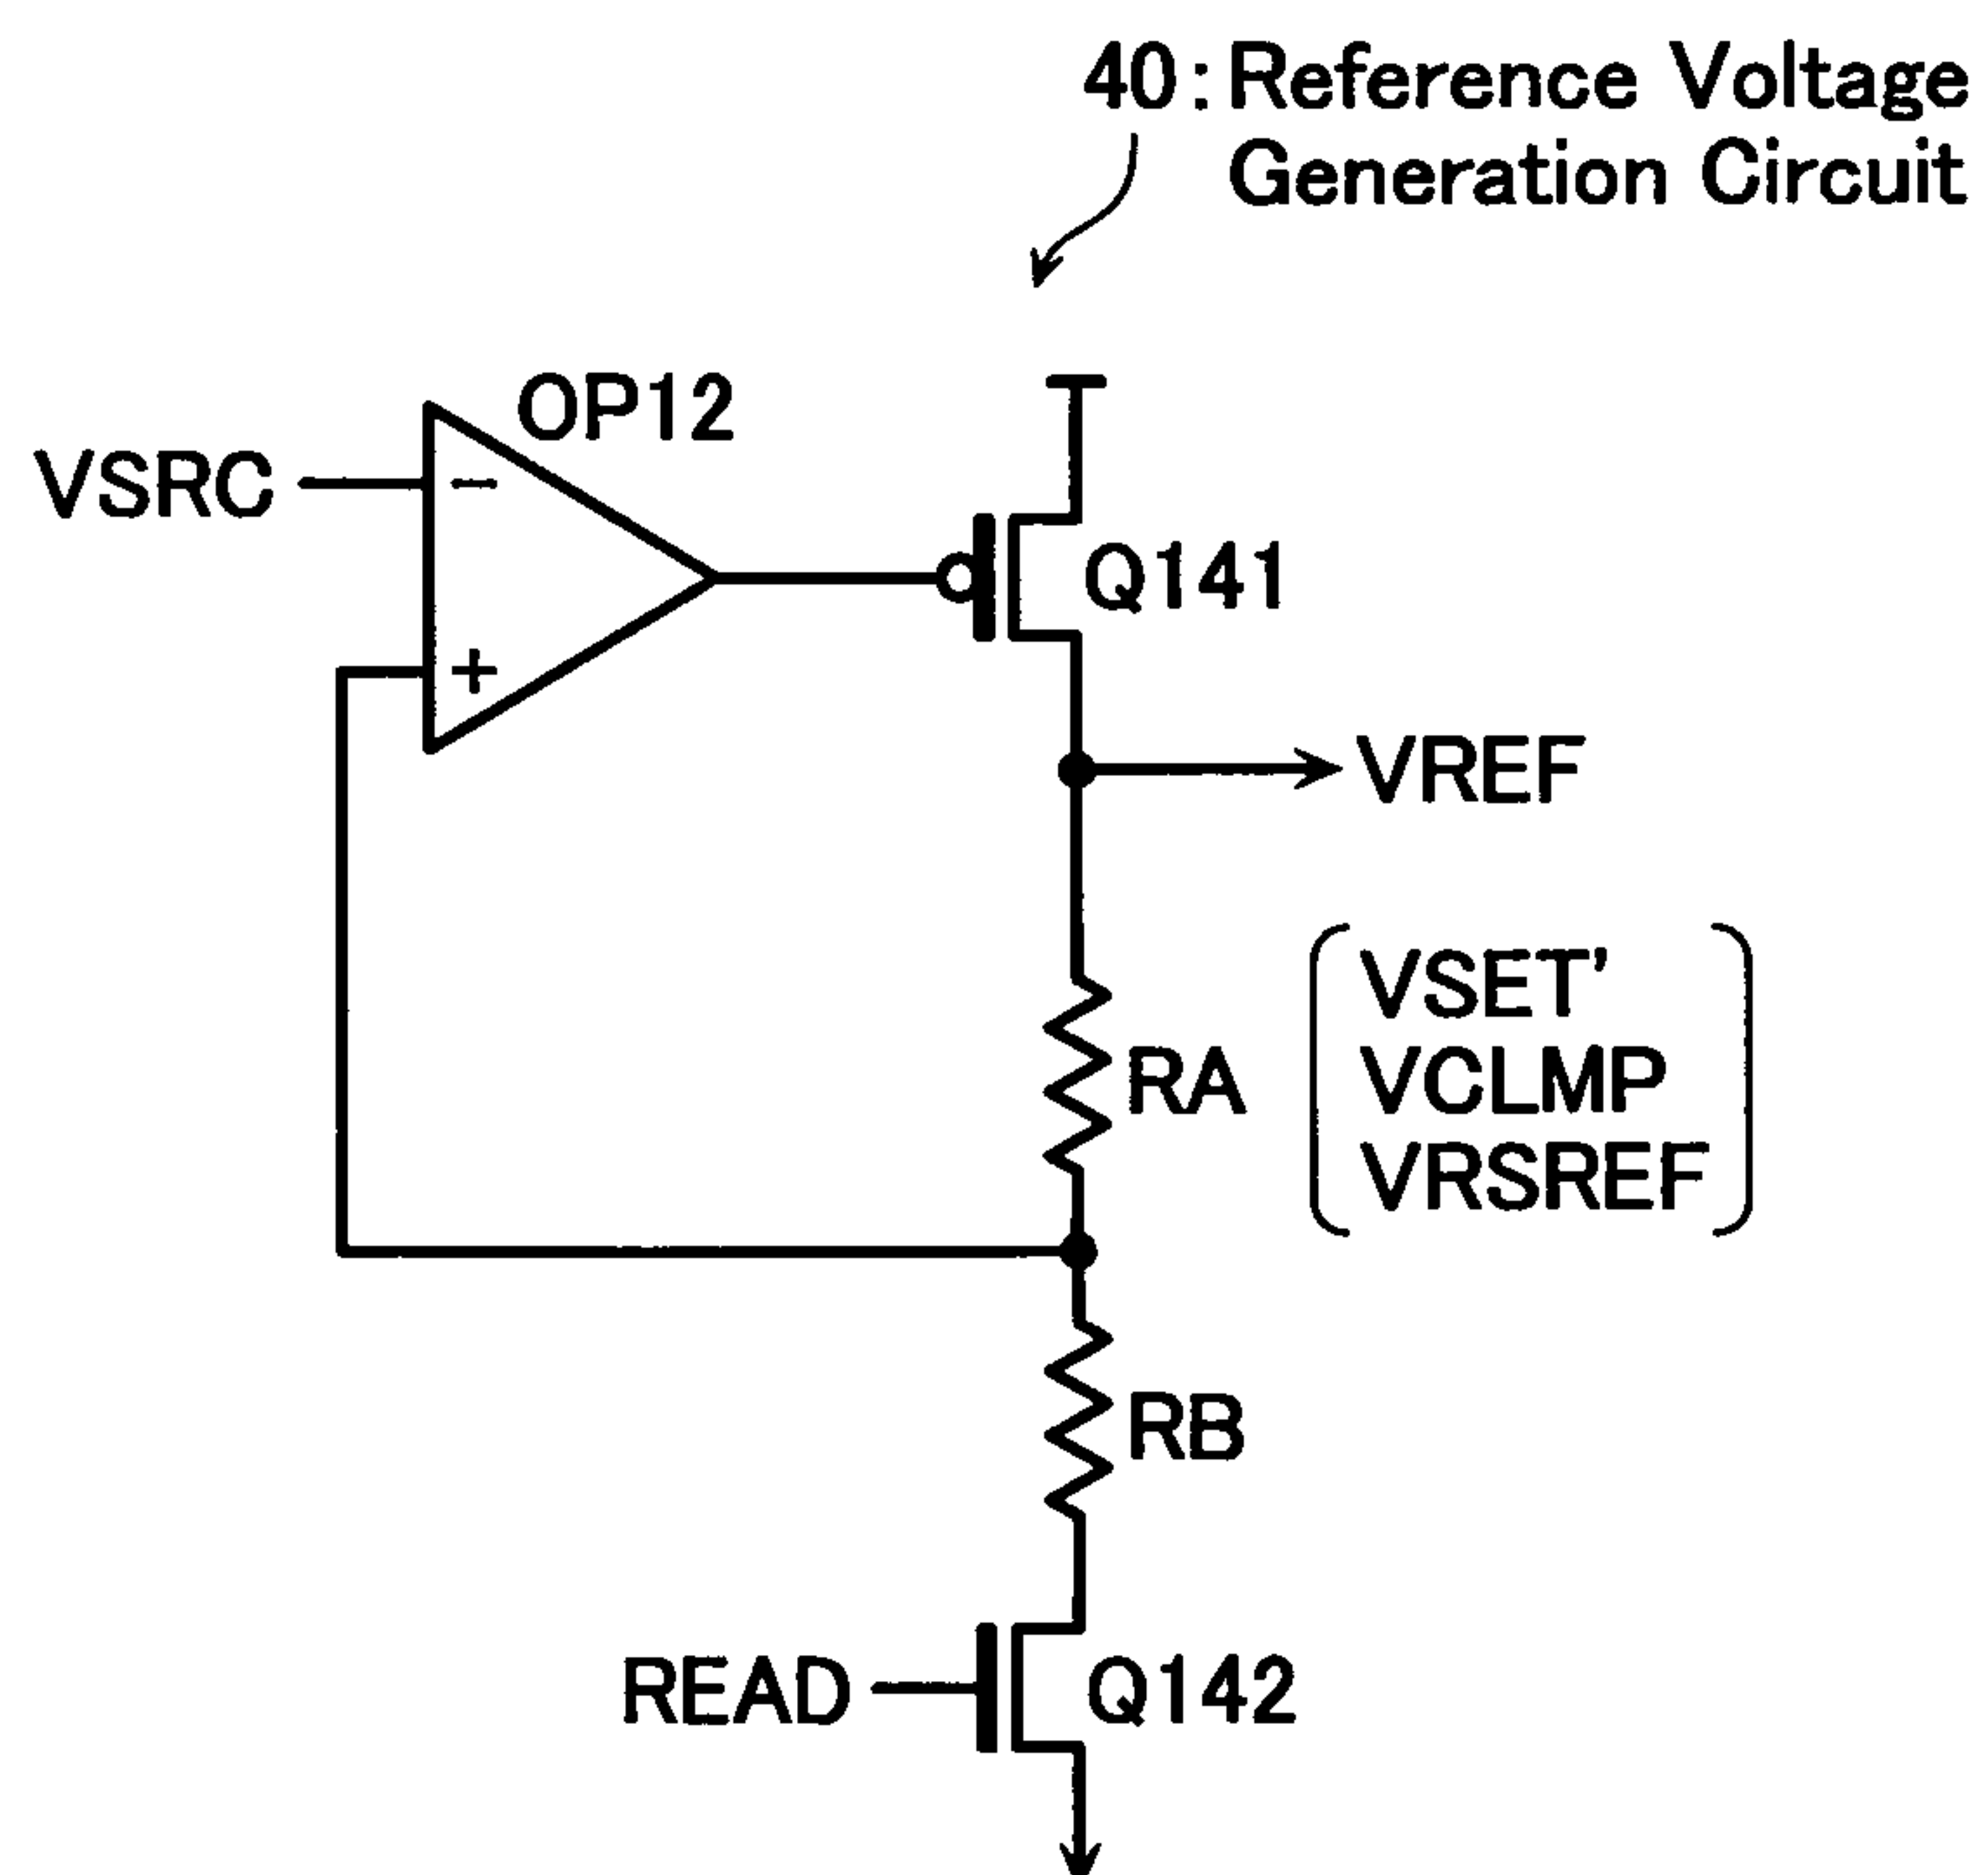 40:Reference Voltage
Generation Circuit
OP12
VSRC
-
Q141
+
VREF
VSET'
VCLMP
RA
VRSREF
RB
READ
Q142